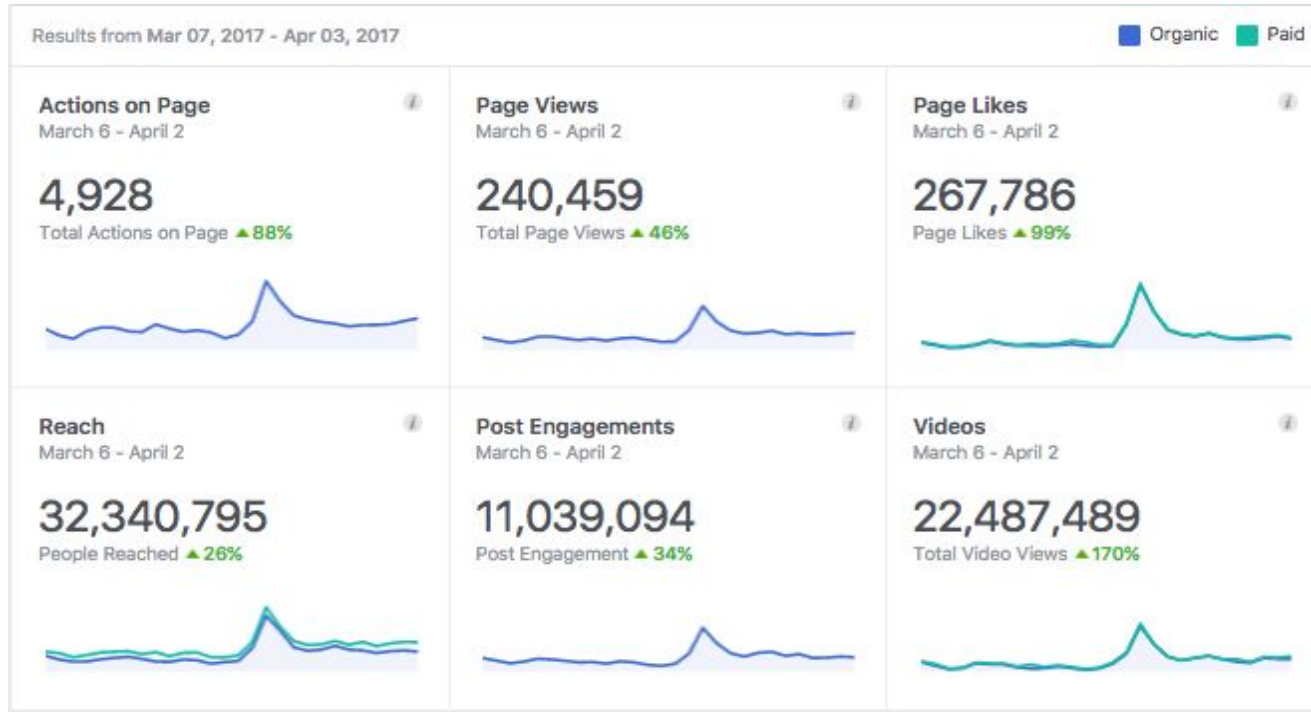 Results from Mar 07, 2017 - Apr 03, 2017
Organic Paid
Actions on Page
March 6 - April 2
4,928
Total Actions on Page ▲ 88%
Page Views
March 6 - April 2
240,459
Total Page Views ▲ 46%
Page Likes
March 6 - April 2
267,786
Page Likes ▲ 99%
Reach
March 6 - April 2
32,340,795
People Reached ▲ 26%
Post Engagements
March 6 - April 2
11,039,094
Post Engagement ▲ 34%
Videos
March 6 - April 2
22,487,489
Total Video Views ▲ 170%